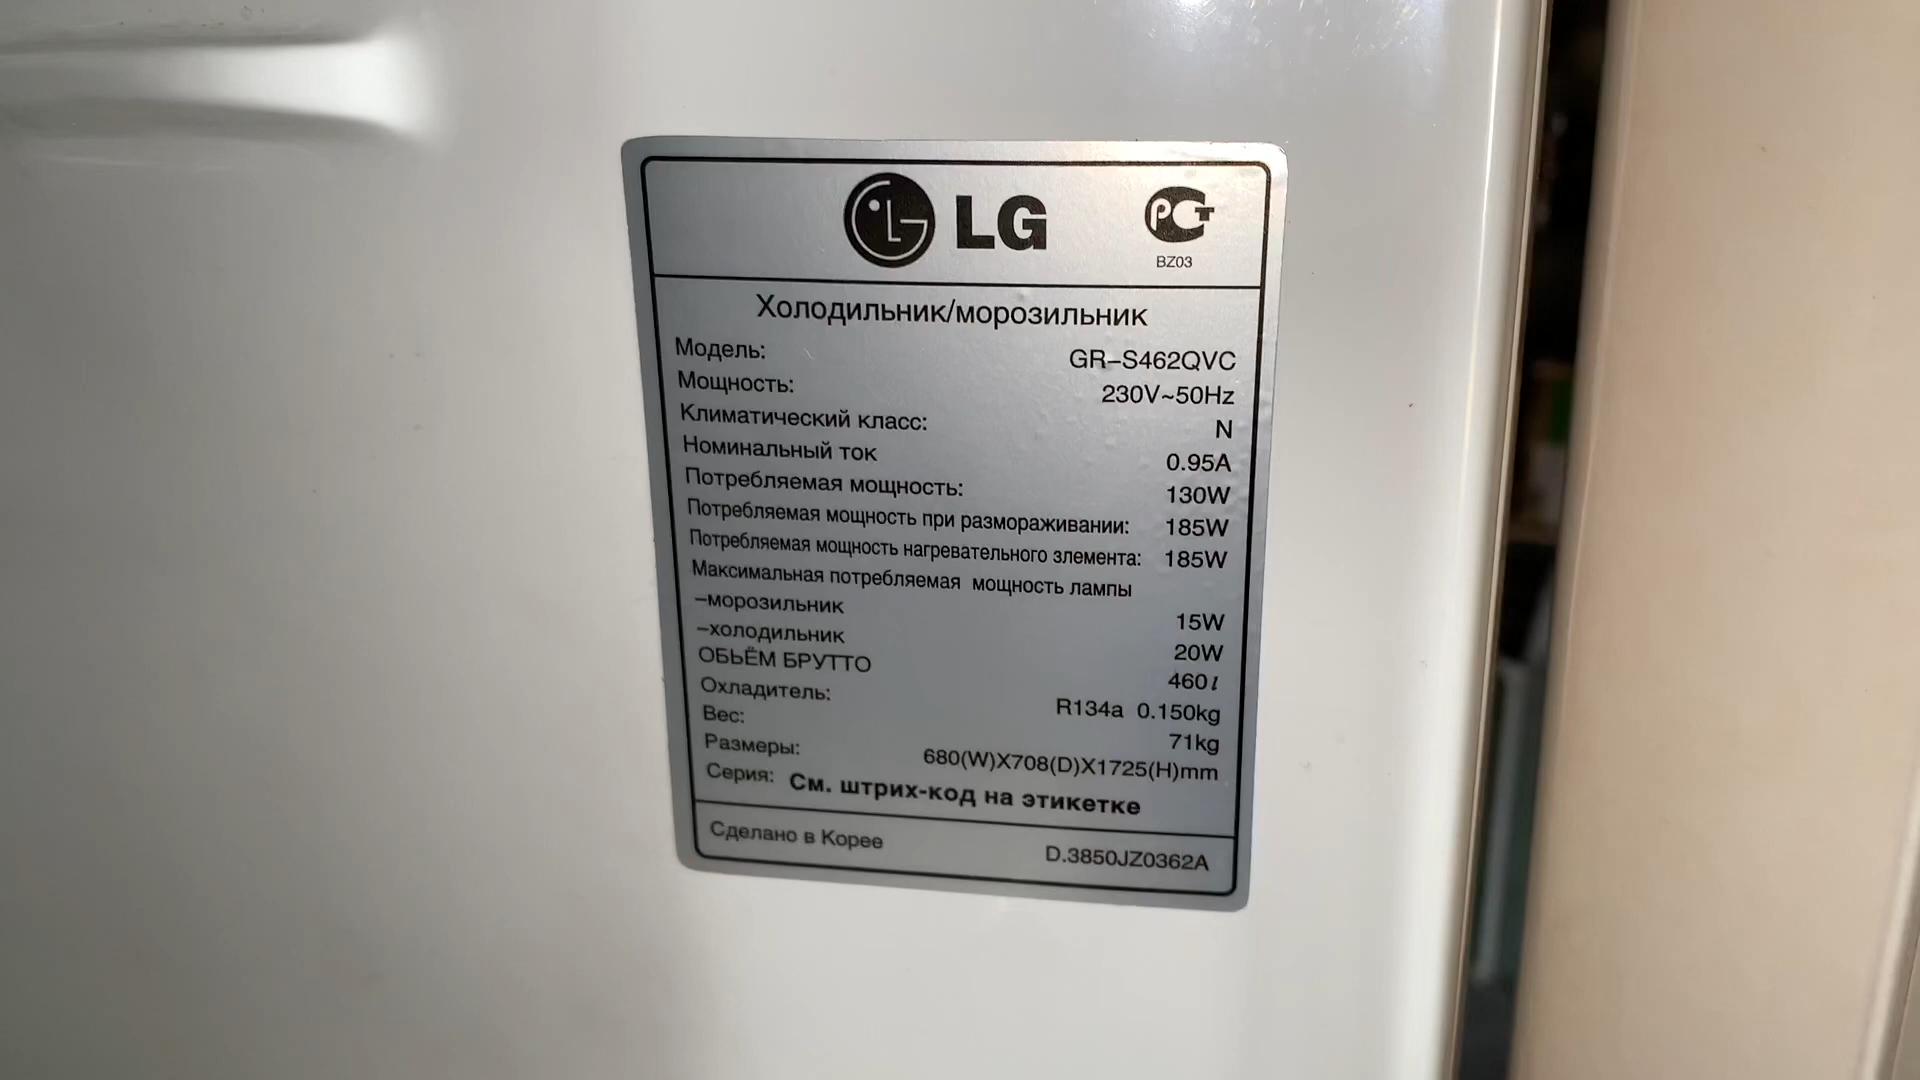 LG
PCT
BZ03
Холодильник/морозильник
Модель: GR-S462QVC
Мощность: 230V~50Hz
Климатический класс: N
Номинальный ток 0.95A
Потребляемая мощность: 130W
Потребляемая мощность при размораживании: 185W
Потребляемая мощность нагревательного злемента: 185W
Максимальная потребляемая мощность лампы
-морозильник 15W
-холодильник 20W
ОБЬЁМ БРУТТО 460l
Охладитель: R134a 0.150kg
Вес: 71kg
Размеры: 680(W)X708(D)X1725(H)mm
Серия: См. штрих-код на этикетке
Сделано в Корее D.3850JZ0362A